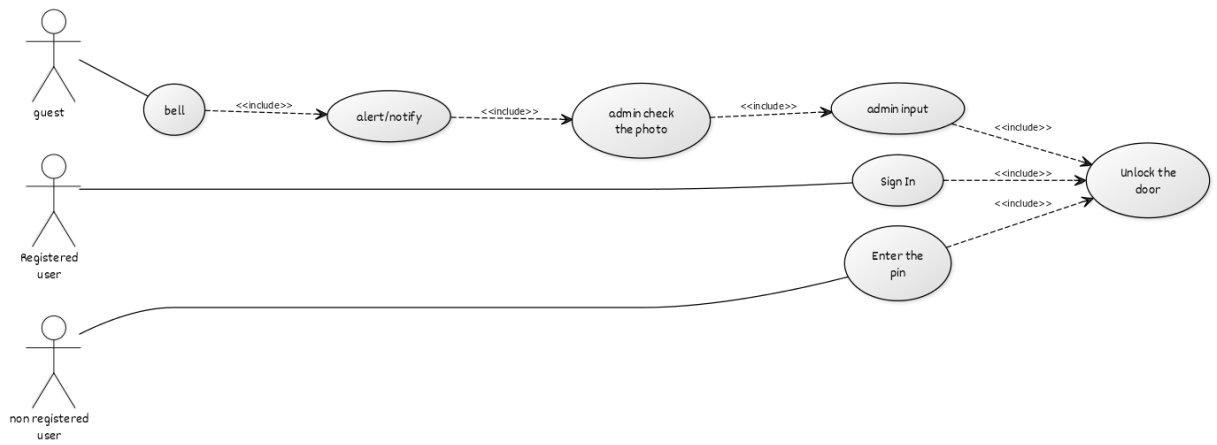 guest
bell
<<include>>
alert/notify
<<include>>
admin check
the photo
<<include>>
admin input
<<include>>
Unlock the
door
Registered
user
Sign In
<<include>>
<<include>>
Enter the
pin
non registered
user